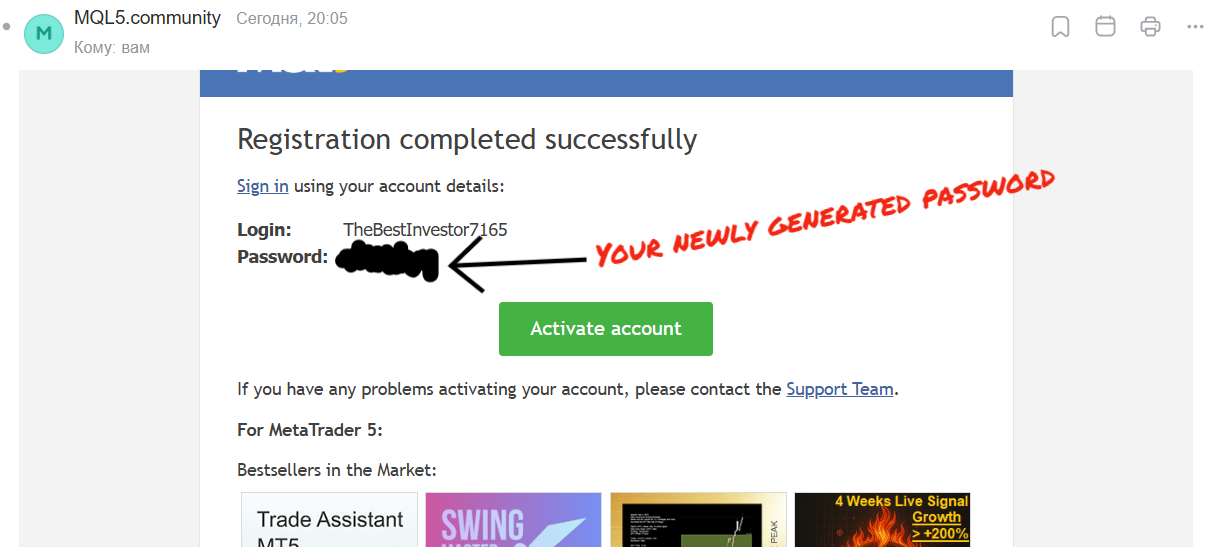 MQL5.community Сегодня, 20:05
Кому: вам
Registration completed successfully
Sign in using your account details:
Login: TheBestInvestor7165
Password:
Your newly generated password
Activate account
If you have any problems activating your account, please contact the Support Team.
For MetaTrader 5:
Bestsellers in the Market:
Trade Assistant
MT5
SWING
MASTER
PEAK
4 Weeks Live Signal
Growth
> +200%